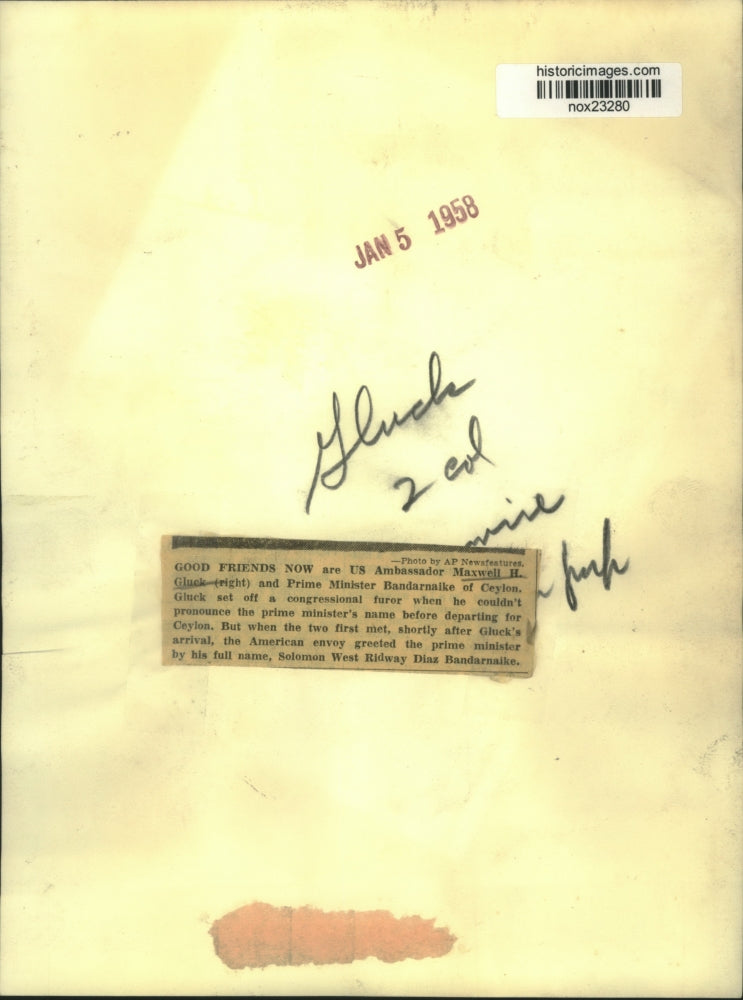 historicimages.com
nox23280
JAN 5 1958
Gluck
2 col
—Photo by AP Newsfeatures.
GOOD FRIENDS NOW are US Ambassador Maxwell H.
Gluck (right) and Prime Minister Bandarnaike of Ceylon.
Gluck set off a congressional furor when he couldn't
pronounce the prime minister's name before departing for
Ceylon. But when the two first met, shortly after Gluck's
arrival, the American envoy greeted the prime minister
by his full name, Solomon West Ridway Diaz Bandarnaike.